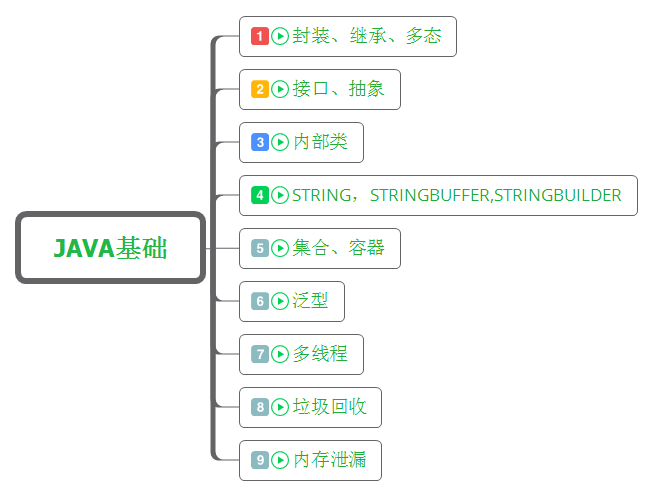 JAVA基础
1 封装、继承、多态
2 接口、抽象
3 内部类
4 STRING，STRINGBUFFER,STRINGBUILDER
5 集合、容器
6 泛型
7 多线程
8 垃圾回收
9 内存泄漏